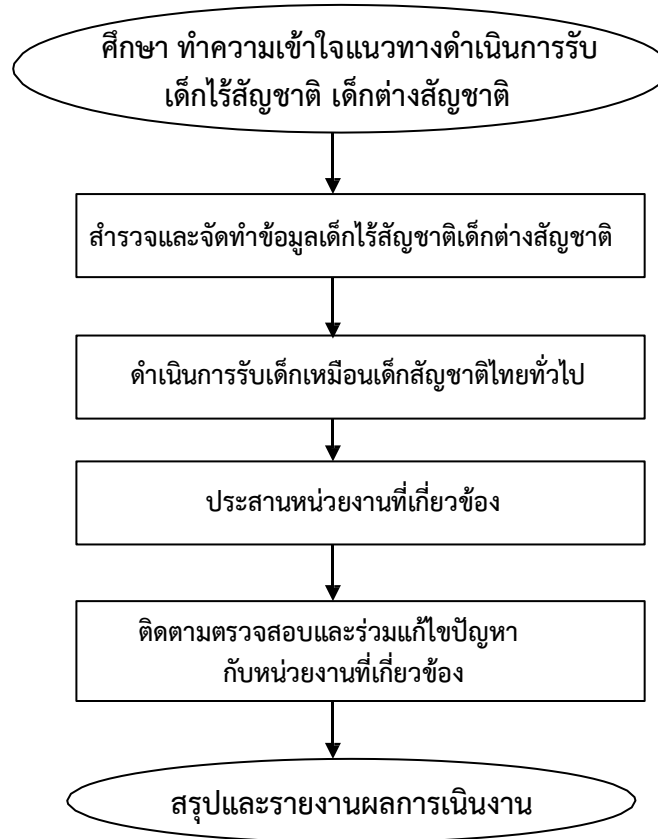 ศึกษา ทำความเข้าใจแนวทางดำเนินการรับ
เด็กไร้สัญชาติ เด็กต่างสัญชาติ
สำรวจและจัดทำข้อมูลเด็กไร้สัญชาติเด็กต่างสัญชาติ
ดำเนินการรับเด็กเหมือนเด็กสัญชาติไทยทั่วไป
ประสานหน่วยงานที่เกี่ยวข้อง
ติดตามตรวจสอบและร่วมแก้ไขปัญหา
กับหน่วยงานที่เกี่ยวข้อง
สรุปและรายงานผลการเนินงาน